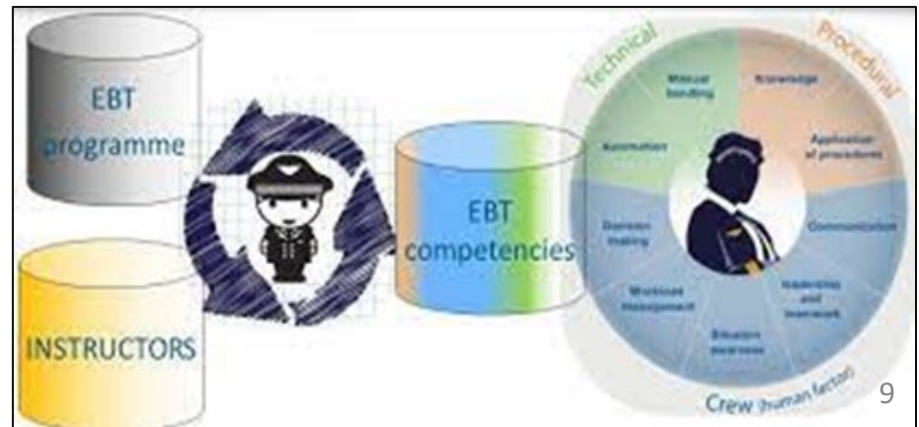 EBT
programme
INSTRUCTORS
EBT
competencies
Technical
Procedural
Manual
handling
Knowledge
Automation
Application
of procedures
Decision
making
Communication
Workload
management
leadership
and
teamwork
Situation
awareness
Crew (human factor)
9